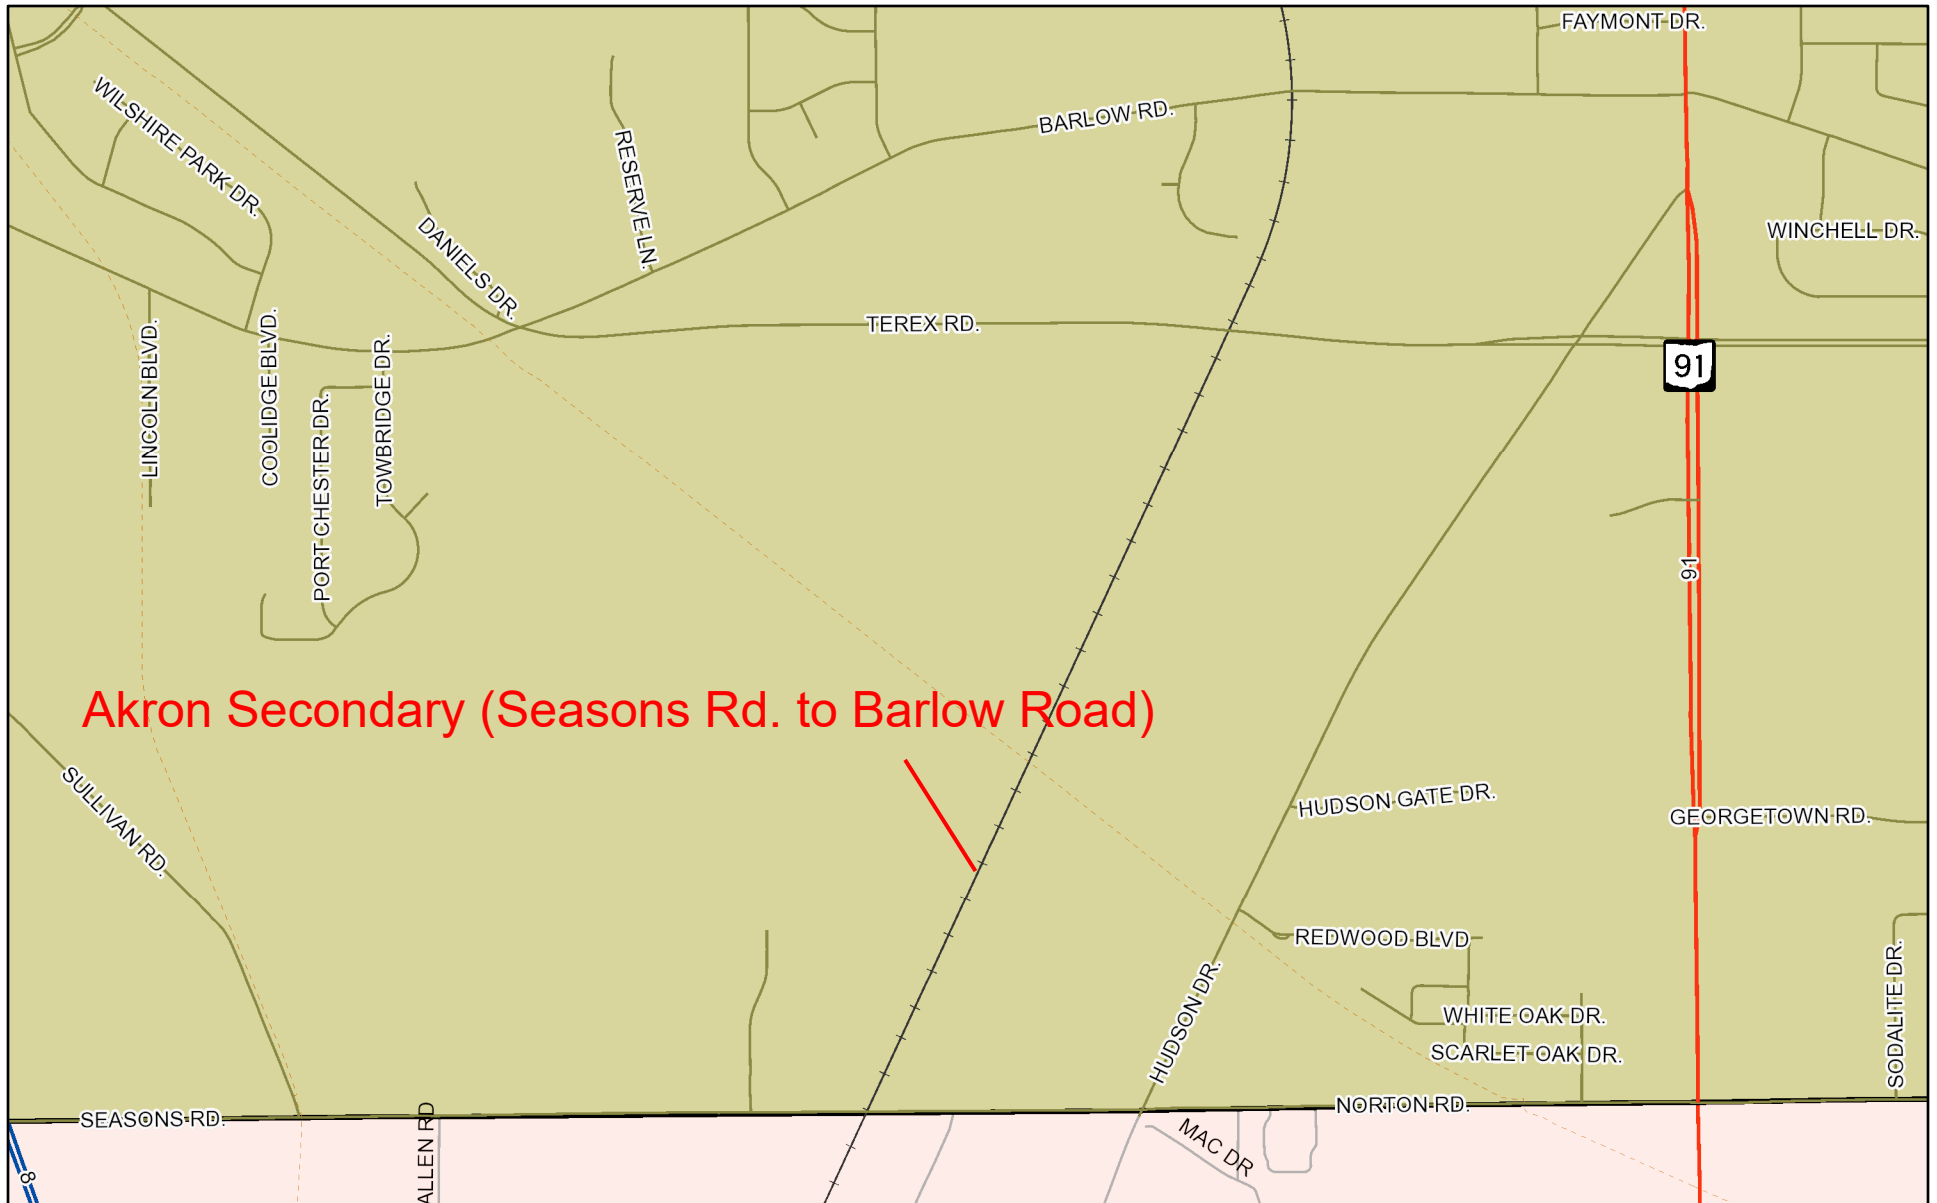 FAYMONT DR.
WILSHIRE PARK DR.
BARLOW RD.
RESERVE LN.
DANIELS DR.
WINCHELL DR.
TEREX RD.
LINCOLN BLVD.
COOLIDGE BLVD.
PORT CHESTER DR.
TOWBRIDGE DR.
91
91
Akron Secondary (Seasons Rd. to Barlow Road)
SULLIVAN RD.
HUDSON GATE DR.
GEORGETOWN RD.
REDWOOD BLVD
HUDSON DR.
WHITE OAK DR.
SCARLET OAK DR.
SODALITE DR.
SEASONS RD.
ALLEN RD
NORTON RD.
MAC DR
8